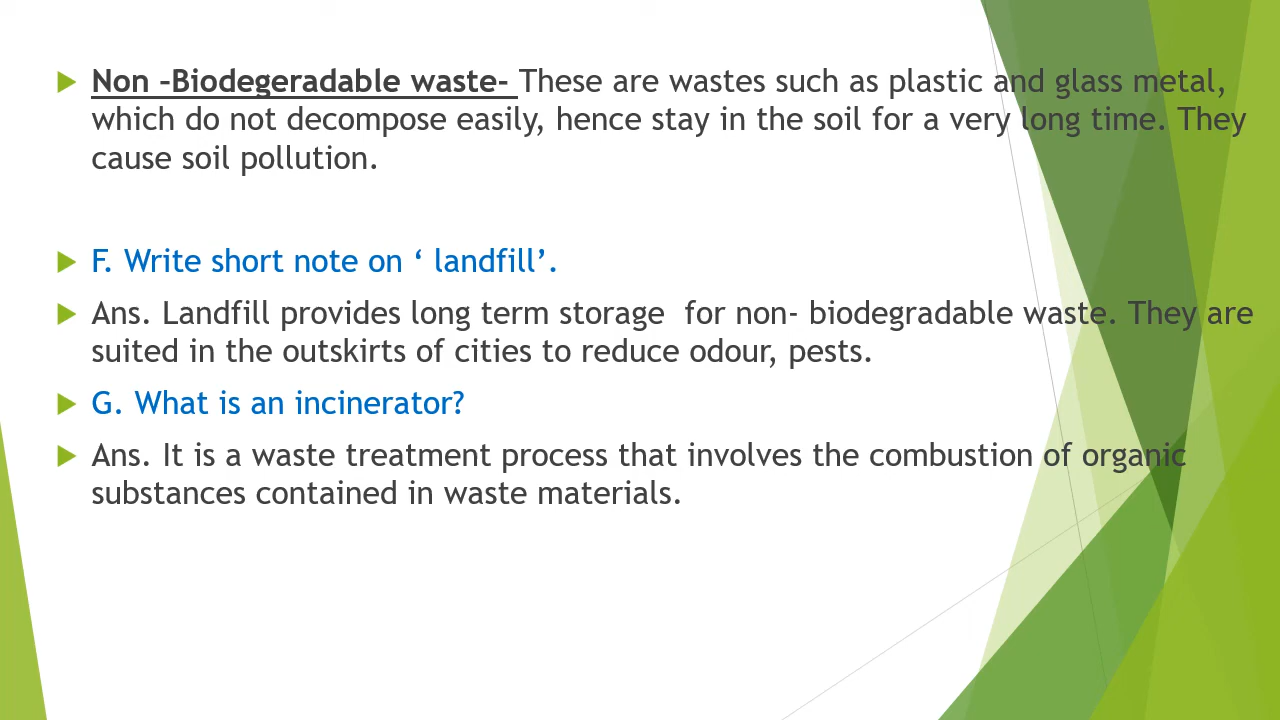 Non –Biodegeradable waste- These are wastes such as plastic and glass metal,
which do not decompose easily, hence stay in the soil for a very long time. They
cause soil pollution.
F. Write short note on ‘ landfill’.
Ans. Landfill provides long term storage  for non- biodegradable waste. They are
suited in the outskirts of cities to reduce odour, pests.
G. What is an incinerator?
Ans. It is a waste treatment process that involves the combustion of organic
substances contained in waste materials.